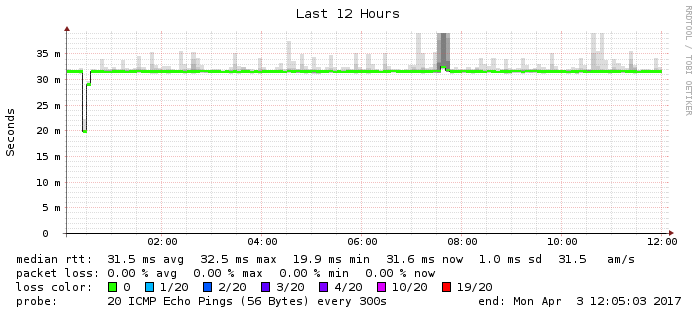 Last 12 Hours
RRDTOOL / TOBI OETIKER
Seconds
35 m
30 m
25 m
20 m
15 m
10 m
5 m
0
02:00 04:00 06:00 08:00 10:00 12:00
median rtt: 31.5 ms avg 32.5 ms max 19.9 ms min 31.6 ms now 1.0 ms sd 31.5 am/s
packet loss: 0.00 % avg 0.00 % max 0.00 % min 0.00 % now
loss color: 0 1/20 2/20 3/20 4/20 10/20 19/20
probe: 20 ICMP Echo Pings (56 Bytes) every 300s end: Mon Apr 3 12:05:03 2017